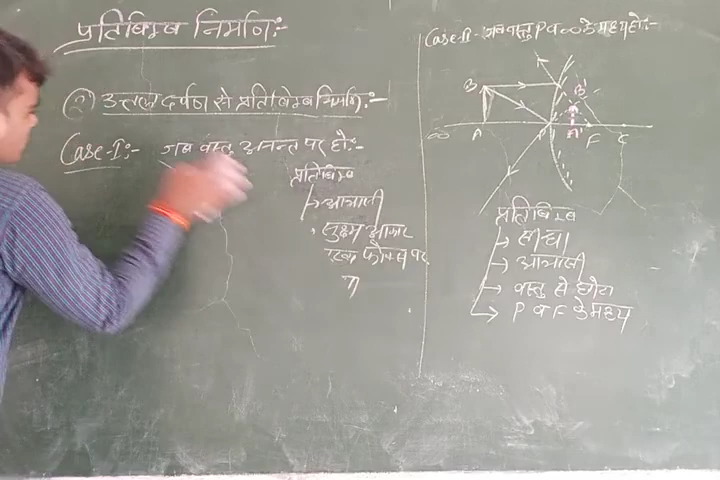 प्रतिबिम्ब निर्माण:-
② उत्तल दर्पण से प्रतिबिम्ब निर्माण:-
Case-I:- जब वस्तु अनन्त पर हो:-
प्रतिबिम्ब
→ आभासी
सुक्ष्म आकार
एक फोकस पर
Case-II- जब वस्तु P व ∞ के मध्य हो:-
B B'
∞ A A' F C
प्रतिबिम्ब
→ सीधा
→ आभासी
→ वस्तु से छोटा
→ P व F के मध्य